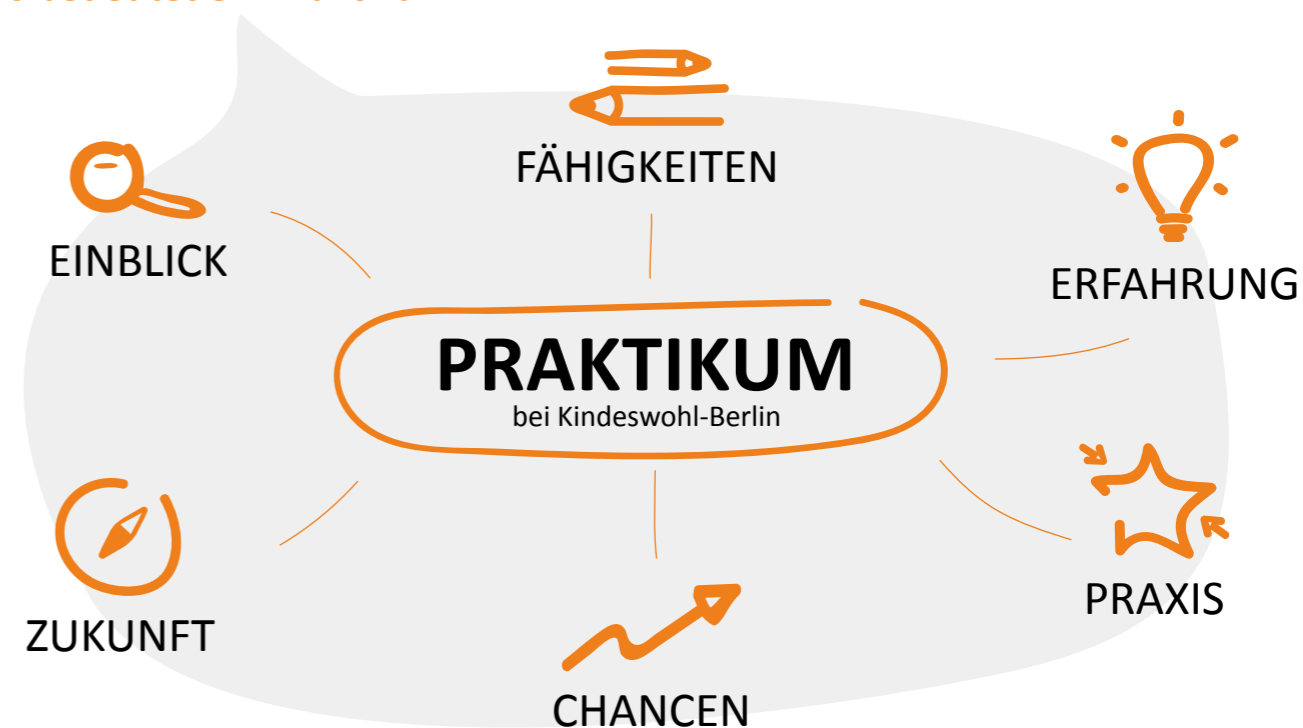 FÄHIGKEITEN
EINBLICK
ERFAHRUNG
PRAKTIKUM
bei Kindeswohl-Berlin
ZUKUNFT
PRAXIS
CHANCEN